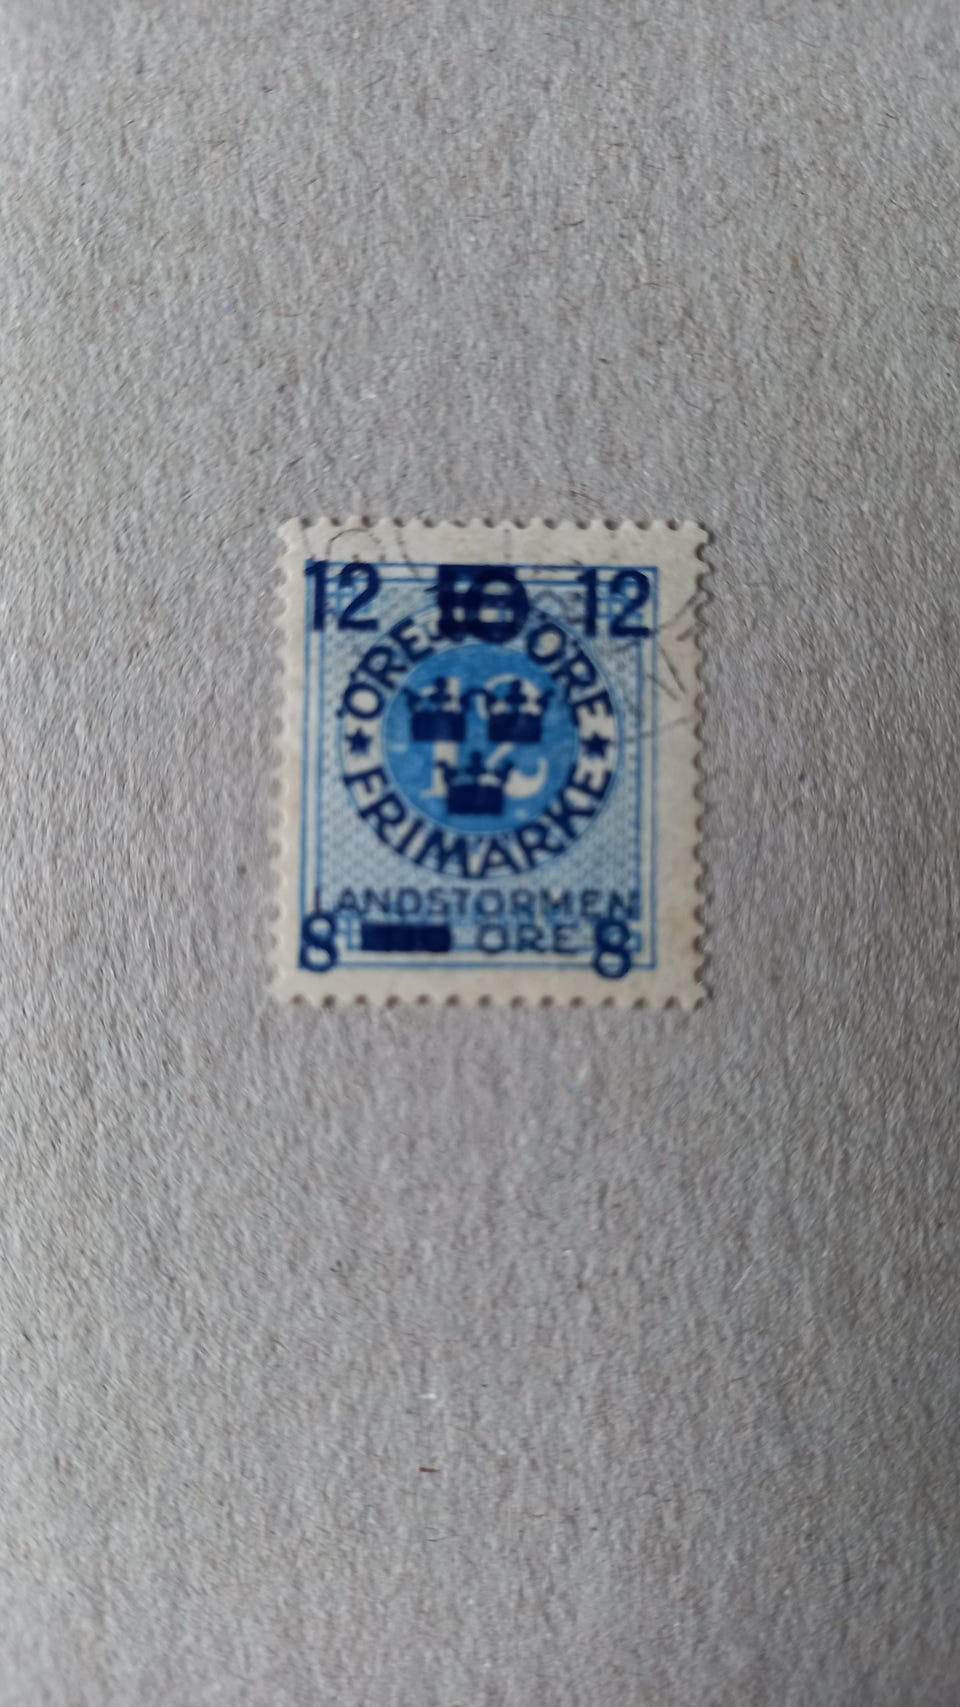 12 10 12
ÖRE ÖRE
FRIMÄRKE
LANDSTORMEN
8 ÖRE 8